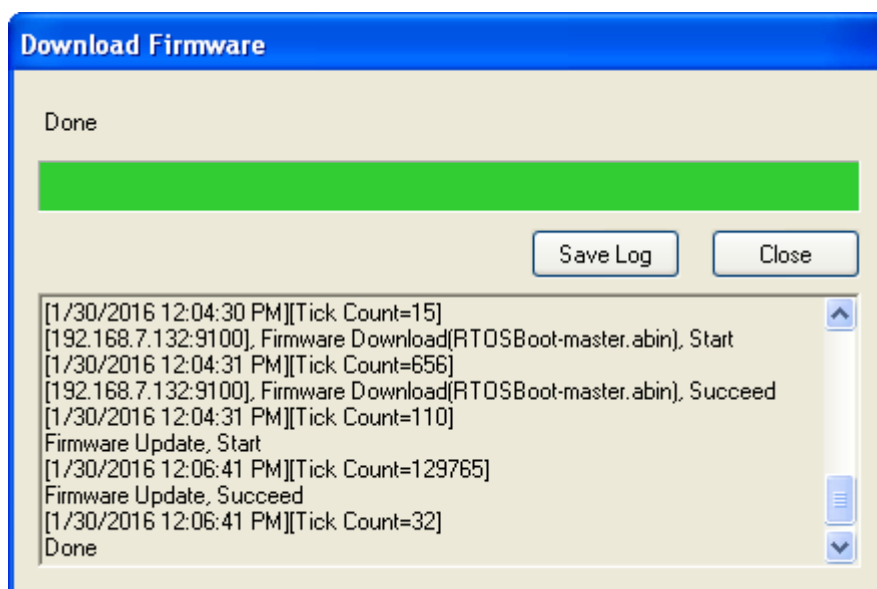 Download Firmware
Done
Save Log
Close
[1/30/2016 12:04:30 PM][Tick Count=15]
[192.168.7.132:9100], Firmware Download(RTOSBoot-master.abin), Start
[1/30/2016 12:04:31 PM][Tick Count=656]
[192.168.7.132:9100], Firmware Download(RTOSBoot-master.abin), Succeed
[1/30/2016 12:04:31 PM][Tick Count=110]
Firmware Update, Start
[1/30/2016 12:06:41 PM][Tick Count=129765]
Firmware Update, Succeed
[1/30/2016 12:06:41 PM][Tick Count=32]
Done